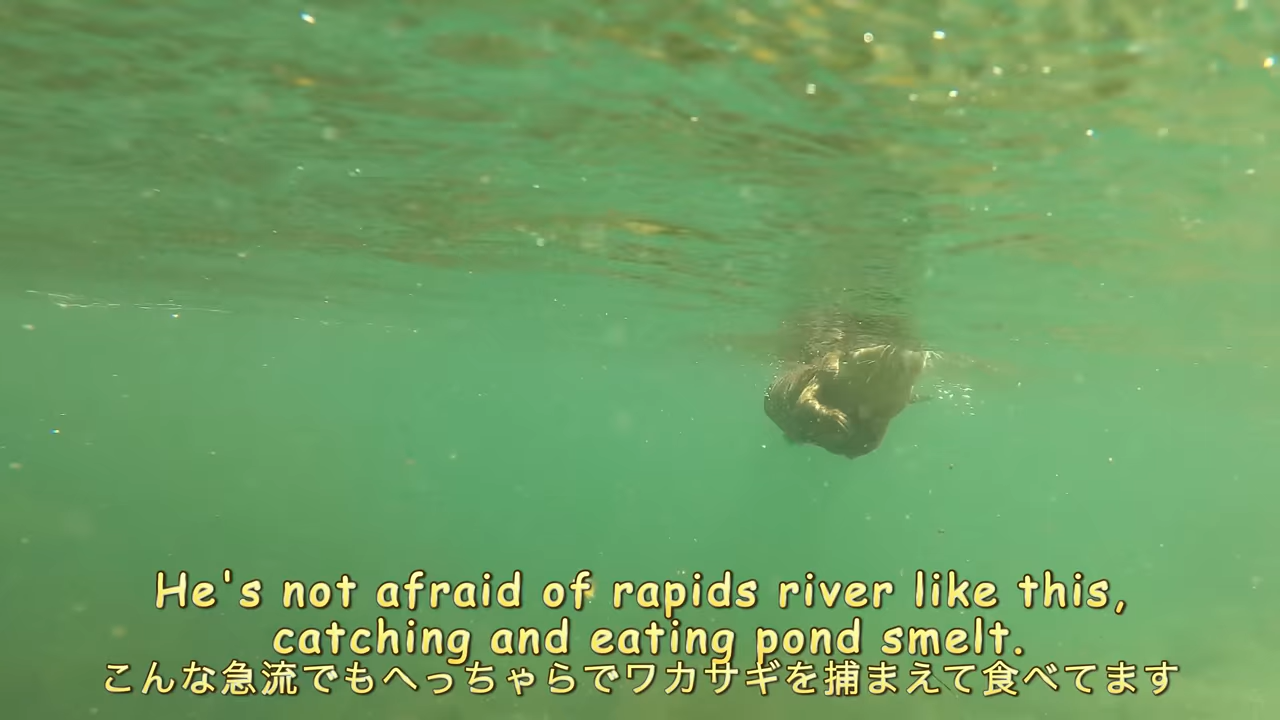 He's not afraid of rapids river like this,
catching and eating pond smelt.
こんな急流でもへっちゃらでワカサギを捕まえて食べてます